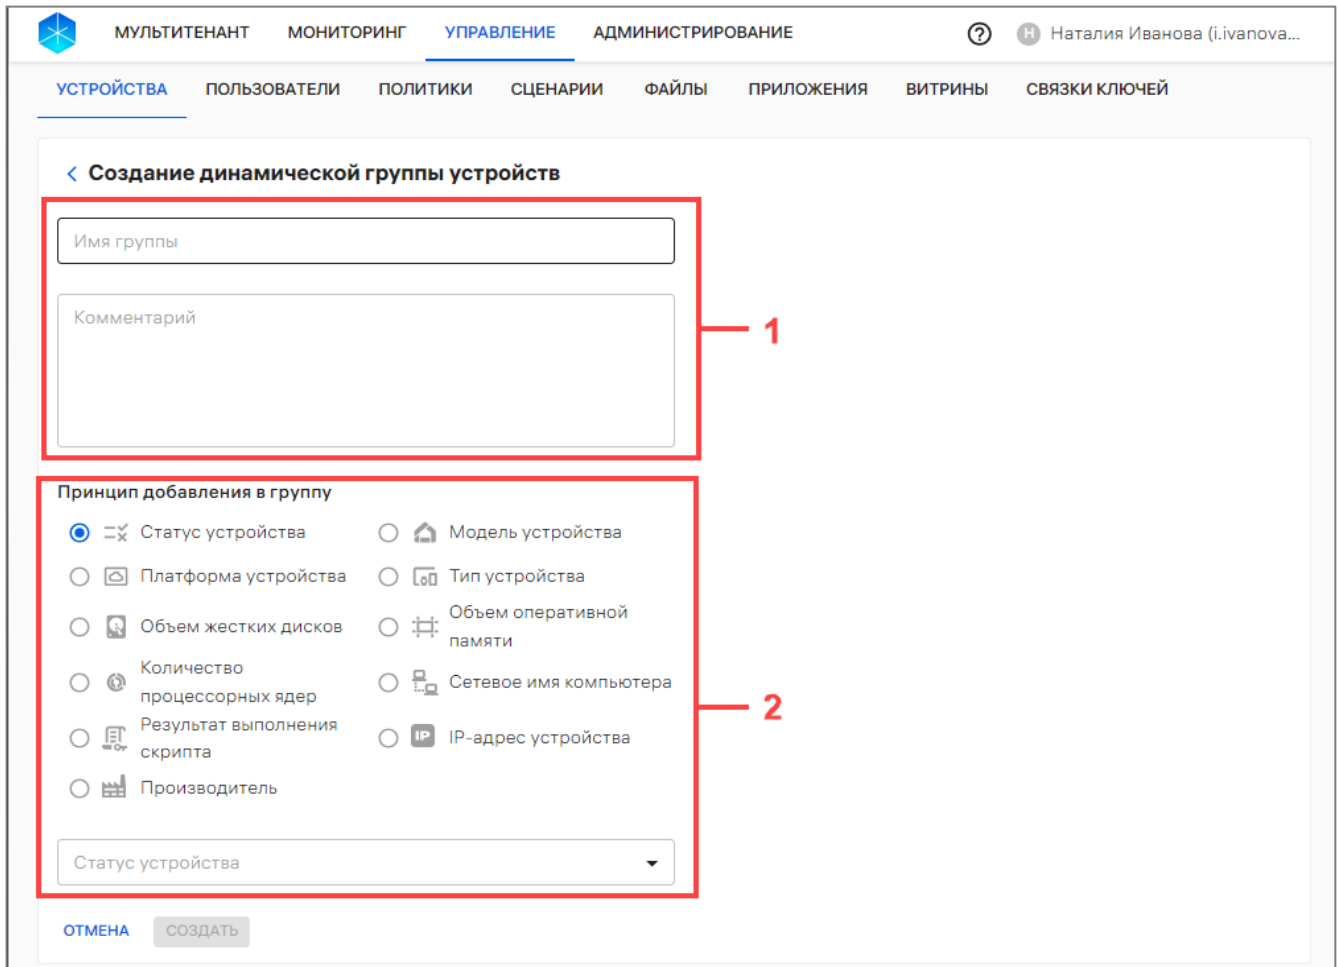 МУЛЬТИТЕНАНТ МОНИТОРИНГ УПРАВЛЕНИЕ АДМИНИСТРИРОВАНИЕ Н Наталия Иванова (i.ivanova...
УСТРОЙСТВА ПОЛЬЗОВАТЕЛИ ПОЛИТИКИ СЦЕНАРИИ ФАЙЛЫ ПРИЛОЖЕНИЯ ВИТРИНЫ СВЯЗКИ КЛЮЧЕЙ
Создание динамической группы устройств
Имя группы
Комментарий
1
Принцип добавления в группу
Статус устройства Модель устройства
Платформа устройства Тип устройства
Объем жестких дисков Объем оперативной
памяти
Количество
процессорных ядер Сетевое имя компьютера
2
Результат выполнения
скрипта IP IP-адрес устройства
Производитель
Статус устройства
ОТМЕНА СОЗДАТЬ